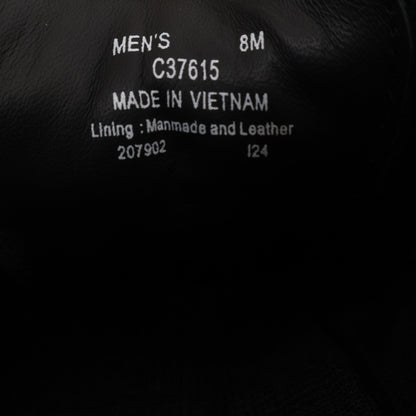 MEN'S 8M
C37615
MADE IN VIETNAM
Lining : Manmade and Leather
207902 I24